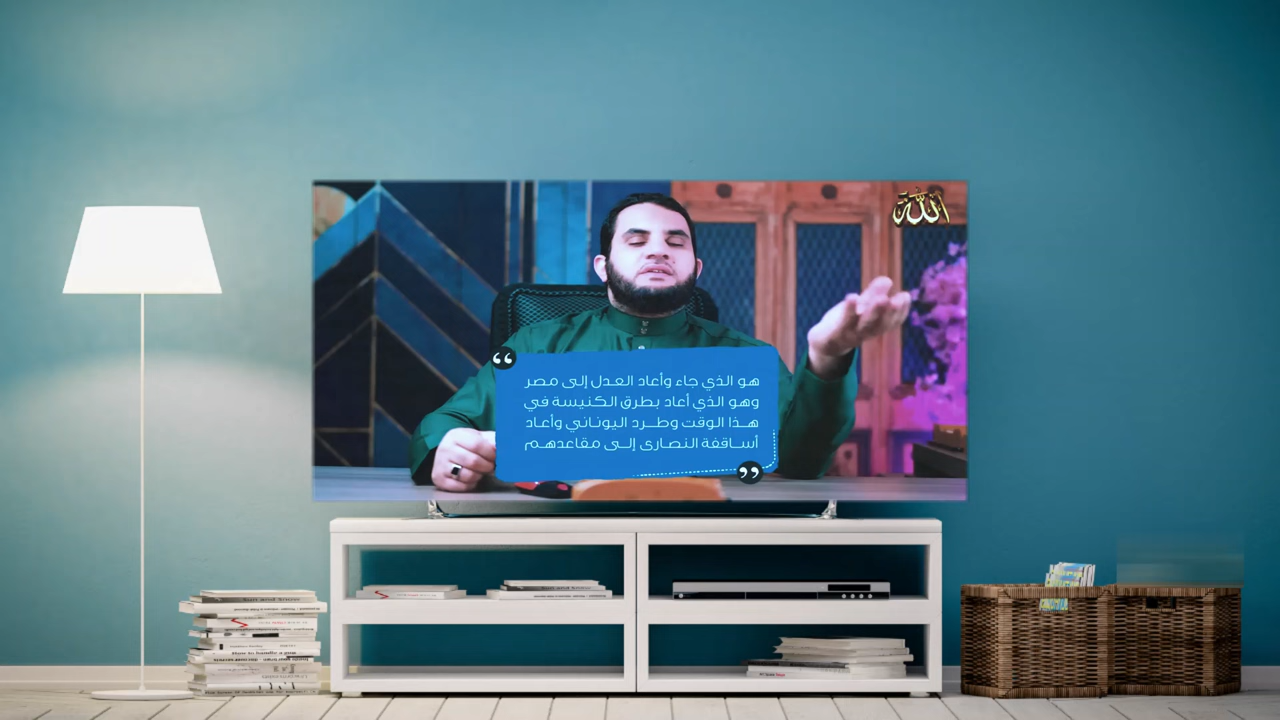 الله
هو الذي جاء وأعاد العدل إلى مصر
وهو الذي أعاد بطرق الكنيسة في
هذا الوقت وطرد اليوناني وأعاد
أساقفة النصارى إلى مقاعدهم